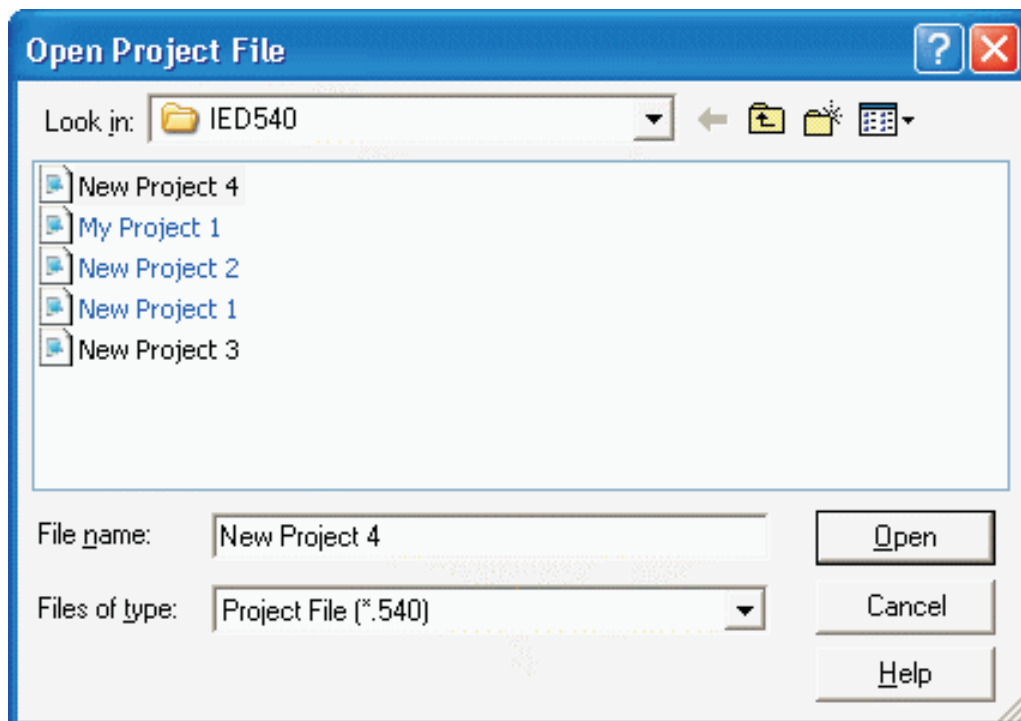 Open Project File
Look in: IED540
New Project 4
My Project 1
New Project 2
New Project 1
New Project 3
File name: New Project 4 Open
Files of type: Project File (*.540) Cancel
Help